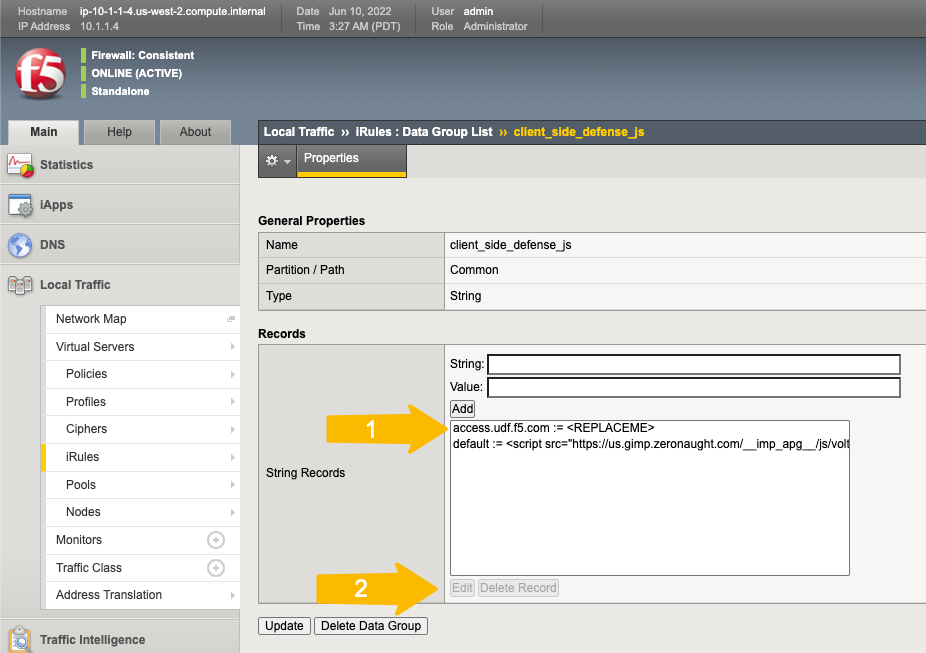 Hostname ip-10-1-1-4.us-west-2.compute.internal Date Jun 10, 2022 User admin
IP Address 10.1.1.4 Time 3:27 AM (PDT) Role Administrator
f5
Firewall: Consistent
ONLINE (ACTIVE)
Standalone
Main Help About
Local Traffic ›› iRules : Data Group List ›› client_side_defense_js
Properties
Statistics
iApps
DNS
Local Traffic
Network Map
Virtual Servers
Policies
Profiles
Ciphers
iRules
Pools
Nodes
Monitors
Traffic Class
Address Translation
Traffic Intelligence
General Properties
Name client_side_defense_js
Partition / Path Common
Type String
Records
String Records
String:
Value:
Add
1
access.udf.f5.com := <REPLACEME>
default := <script src="https://us.gimp.zeronaught.com/__imp_apg__/js/volt
2
Edit Delete Record
Update Delete Data Group